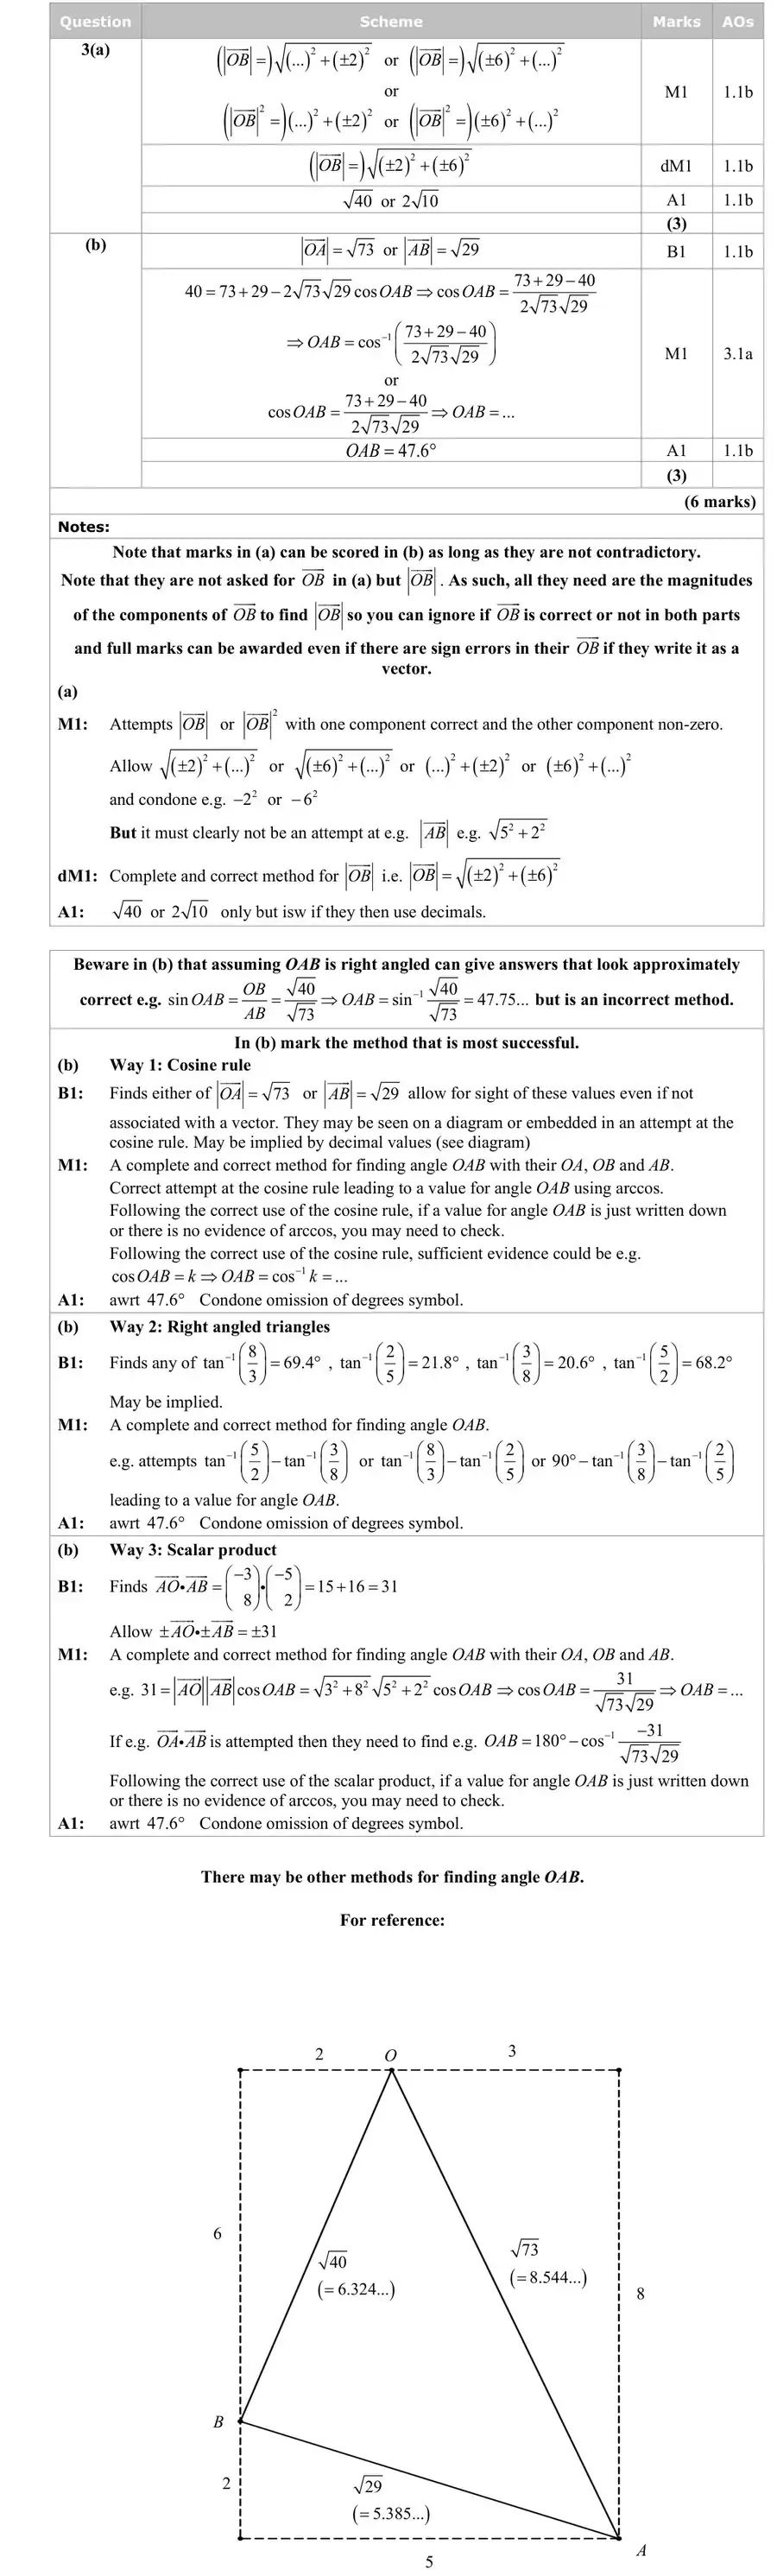 Question Scheme Marks AOs
3(a) (|OB| =)√((...)² + (±2)²) or (|OB| =)√((±6)² + (...)²)
or
(|OB|² =)(...)² + (±2)² or (|OB|² =)(±6)² + (...)²
M1 1.1b
(|OB| =)√((±2)² + (±6)²) dM1 1.1b
√40 or 2√10 A1 1.1b
(3)
(b) |OA| = √73 or |AB| = √29 B1 1.1b
40 = 73 + 29 − 2√73√29 cos OAB ⇒ cos OAB = (73 + 29 − 40)/(2√73√29)
⇒ OAB = cos⁻¹((73 + 29 − 40)/(2√73√29))
or
cos OAB = (73 + 29 − 40)/(2√73√29) ⇒ OAB = ...
M1 3.1a
OAB = 47.6° A1 1.1b
(3)
(6 marks)
Notes:
Note that marks in (a) can be scored in (b) as long as they are not contradictory.
Note that they are not asked for OB in (a) but |OB| . As such, all they need are the magnitudes
of the components of OB to find |OB| so you can ignore if OB is correct or not in both parts
and full marks can be awarded even if there are sign errors in their OB if they write it as a
vector.
(a)
M1: Attempts |OB| or |OB|² with one component correct and the other component non-zero.
Allow √((±2)² + (...)²) or √((±6)² + (...)²) or (...)² + (±2)² or (±6)² + (...)²
and condone e.g. −2² or −6²
But it must clearly not be an attempt at e.g. |AB| e.g. √(5² + 2²)
dM1: Complete and correct method for |OB| i.e. |OB| = √((±2)² + (±6)²)
A1: √40 or 2√10 only but isw if they then use decimals.
Beware in (b) that assuming OAB is right angled can give answers that look approximately
correct e.g. sin OAB = OB/AB = √40/√73 ⇒ OAB = sin⁻¹ √40/√73 = 47.75... but is an incorrect method.
In (b) mark the method that is most successful.
(b) Way 1: Cosine rule
B1: Finds either of |OA| = √73 or |AB| = √29 allow for sight of these values even if not
associated with a vector. They may be seen on a diagram or embedded in an attempt at the
cosine rule. May be implied by decimal values (see diagram)
M1: A complete and correct method for finding angle OAB with their OA, OB and AB.
Correct attempt at the cosine rule leading to a value for angle OAB using arccos.
Following the correct use of the cosine rule, if a value for angle OAB is just written down
or there is no evidence of arccos, you may need to check.
Following the correct use of the cosine rule, sufficient evidence could be e.g.
cos OAB = k ⇒ OAB = cos⁻¹ k = ...
A1: awrt 47.6° Condone omission of degrees symbol.
(b) Way 2: Right angled triangles
B1: Finds any of tan⁻¹(8/3) = 69.4° , tan⁻¹(2/5) = 21.8° , tan⁻¹(3/8) = 20.6° , tan⁻¹(5/2) = 68.2°
May be implied.
M1: A complete and correct method for finding angle OAB.
e.g. attempts tan⁻¹(5/2) − tan⁻¹(3/8) or tan⁻¹(8/3) − tan⁻¹(2/5) or 90° − tan⁻¹(3/8) − tan⁻¹(2/5)
leading to a value for angle OAB.
A1: awrt 47.6° Condone omission of degrees symbol.
(b) Way 3: Scalar product
B1: Finds AO•AB = (−3 8)•(−5 2) = 15 + 16 = 31
Allow ±AO•±AB = ±31
M1: A complete and correct method for finding angle OAB with their OA, OB and AB.
e.g. 31 = |AO||AB| cos OAB = √(3² + 8²) √(5² + 2²) cos OAB ⇒ cos OAB = 31/(√73√29) ⇒ OAB = ...
If e.g. OA•AB is attempted then they need to find e.g. OAB = 180° − cos⁻¹ −31/(√73√29)
Following the correct use of the scalar product, if a value for angle OAB is just written down
or there is no evidence of arccos, you may need to check.
A1: awrt 47.6° Condone omission of degrees symbol.
There may be other methods for finding angle OAB.
For reference:
2 O 3
6
√40
(= 6.324...)
√73
(= 8.544...)
8
B
2
√29
(= 5.385...)
A
5